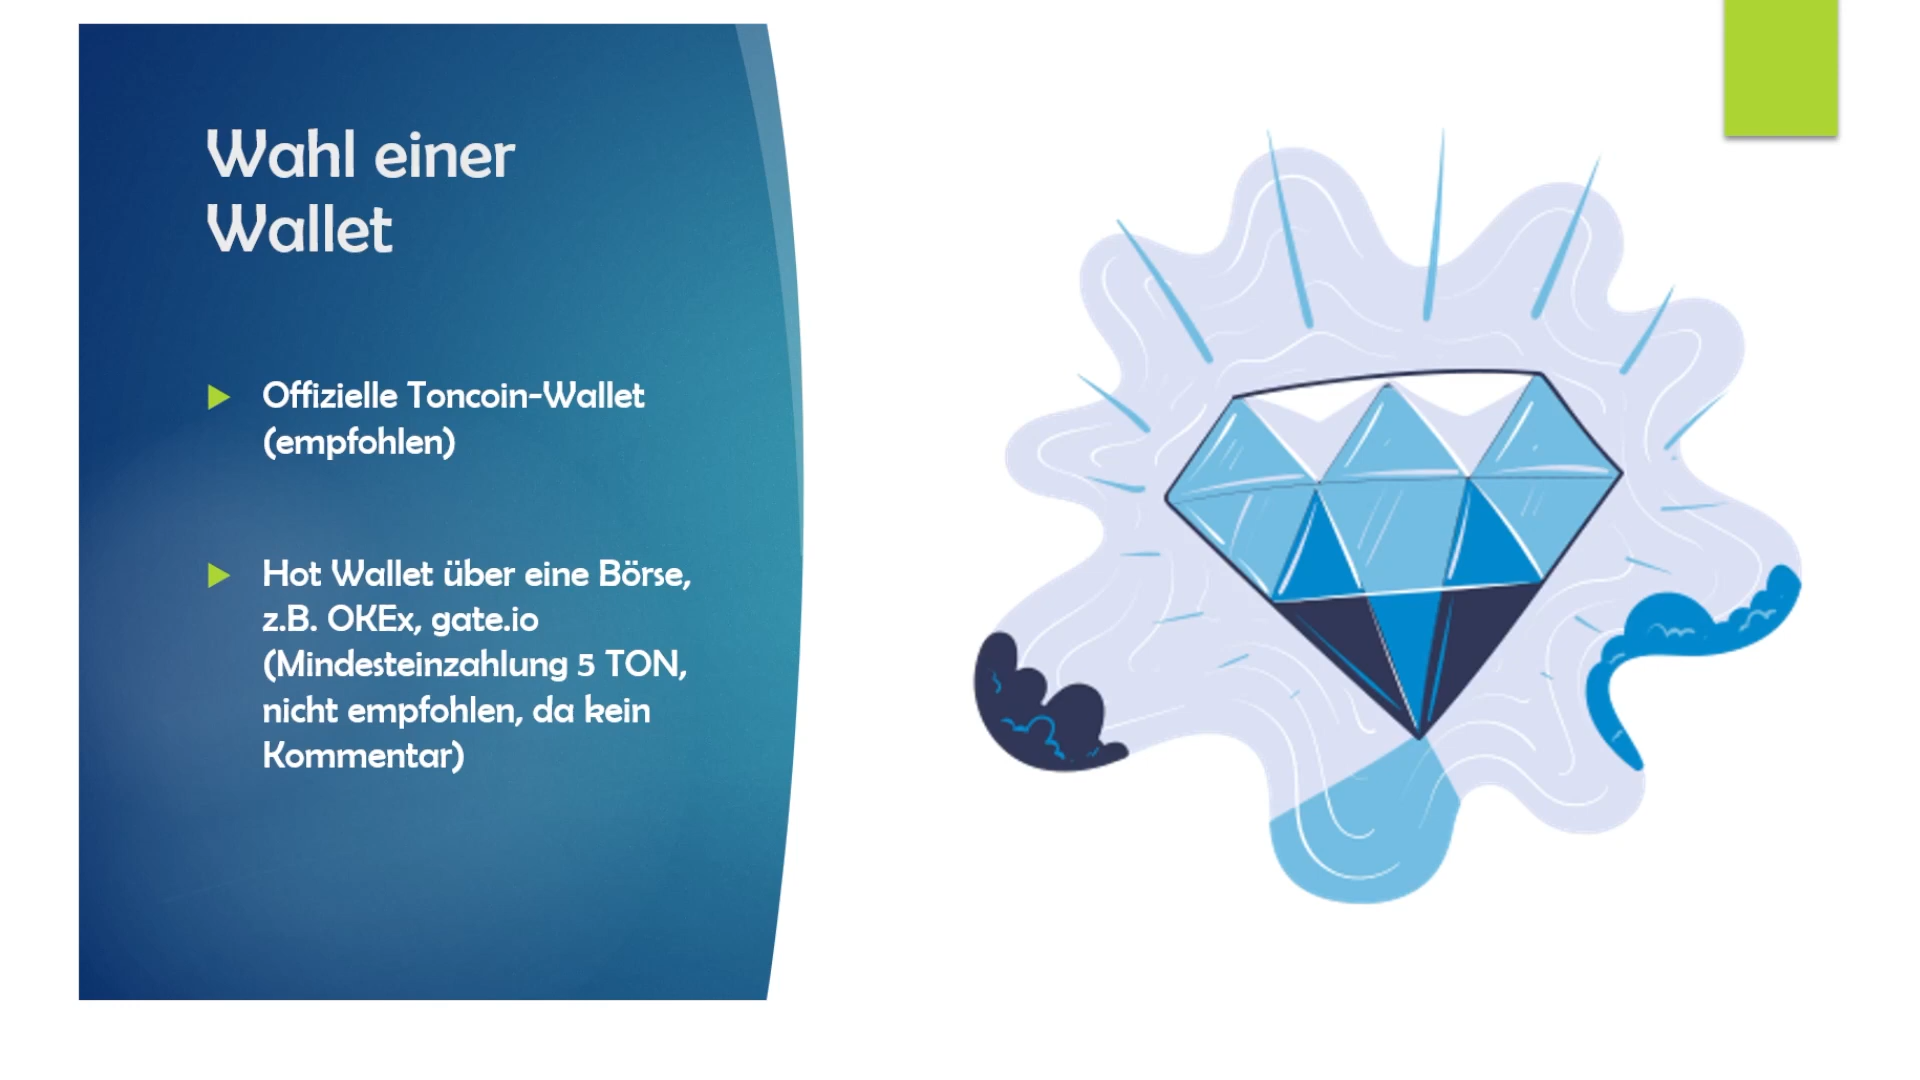 Wahl einer
Wallet
Offizielle Toncoin-Wallet
(empfohlen)
Hot Wallet über eine Börse,
z.B. OKEx, gate.io
(Mindesteinzahlung 5 TON,
nicht empfohlen, da kein
Kommentar)